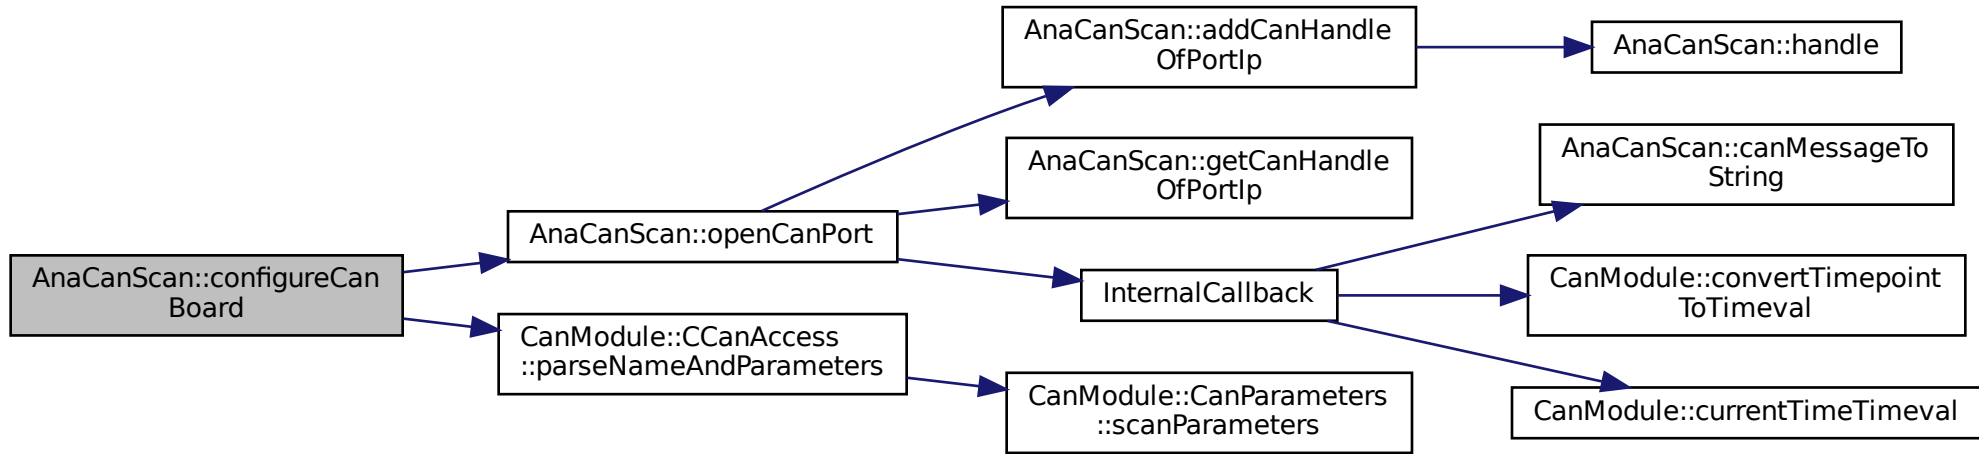 AnaCanScan::configureCan
Board
AnaCanScan::openCanPort
CanModule::CCanAccess
::parseNameAndParameters
AnaCanScan::addCanHandle
OfPortIp
AnaCanScan::getCanHandle
OfPortIp
InternalCallback
CanModule::CanParameters
::scanParameters
AnaCanScan::handle
AnaCanScan::canMessageTo
String
CanModule::convertTimepoint
ToTimeval
CanModule::currentTimeTimeval